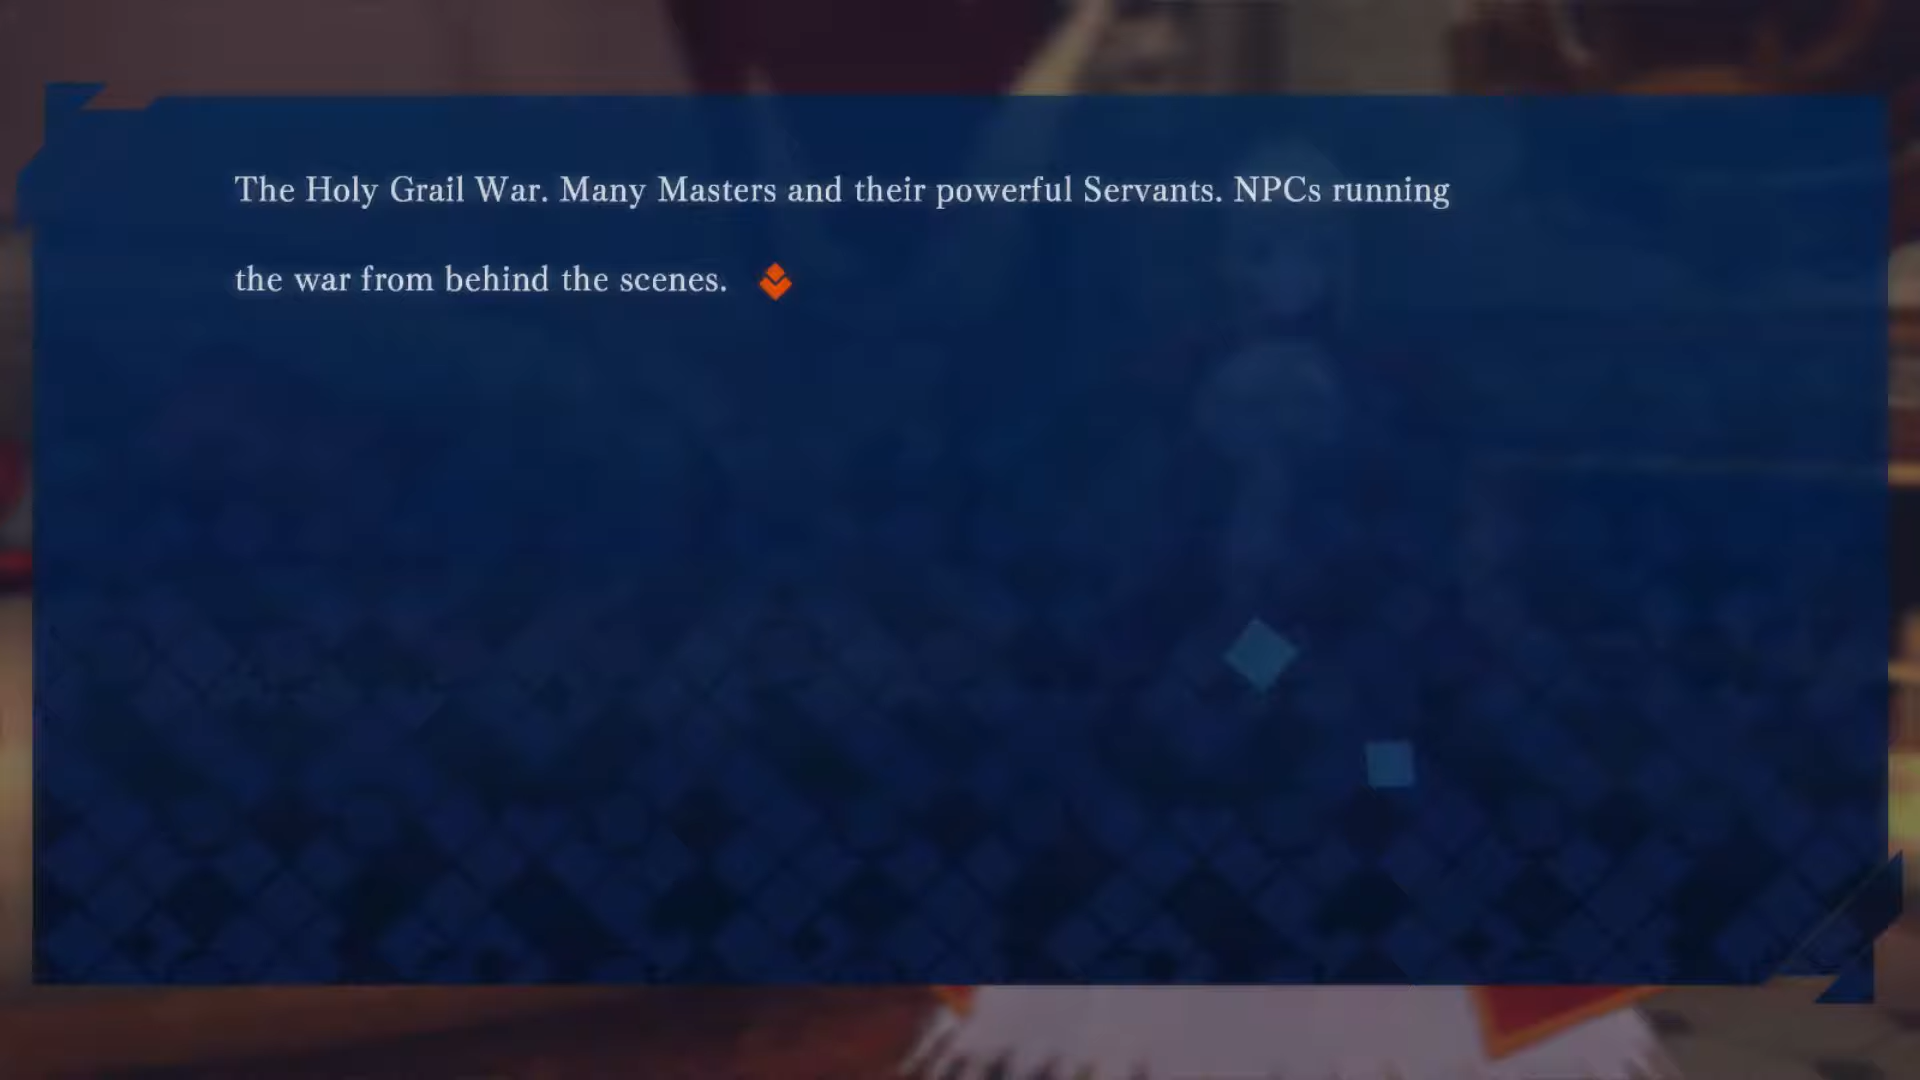 The Holy Grail War. Many Masters and their powerful Servants. NPCs running
the war from behind the scenes.